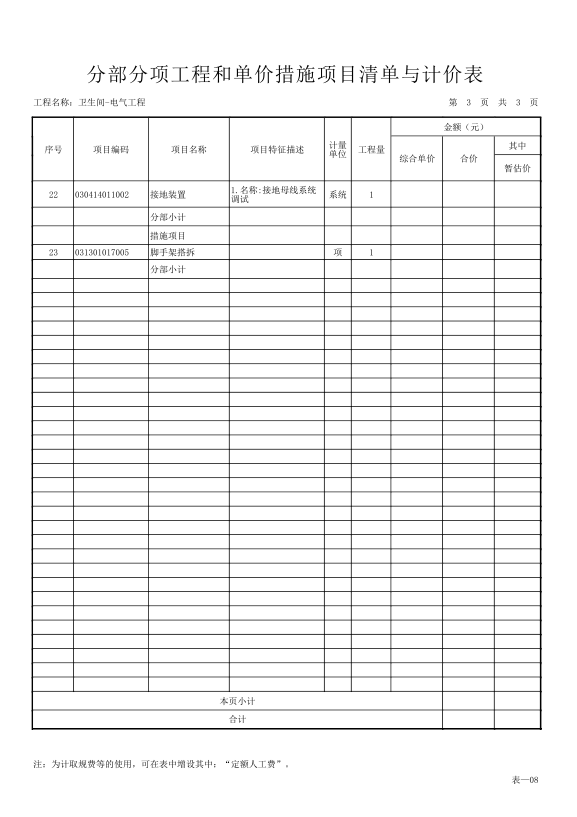 分部分项工程和单价措施项目清单与计价表
工程名称：卫生间-电气工程 第 3 页 共 3 页
序号 项目编码 项目名称 项目特征描述 计量单位 工程量 金额（元）
综合单价 合价 其中
暂估价
22 030414011002 接地装置 1.名称:接地母线系统调试 系统 1
分部小计
措施项目
23 031301017005 脚手架搭拆 项 1
分部小计
本页小计
合计
注：为计取规费等的使用，可在表中增设其中：“定额人工费”。
表—08